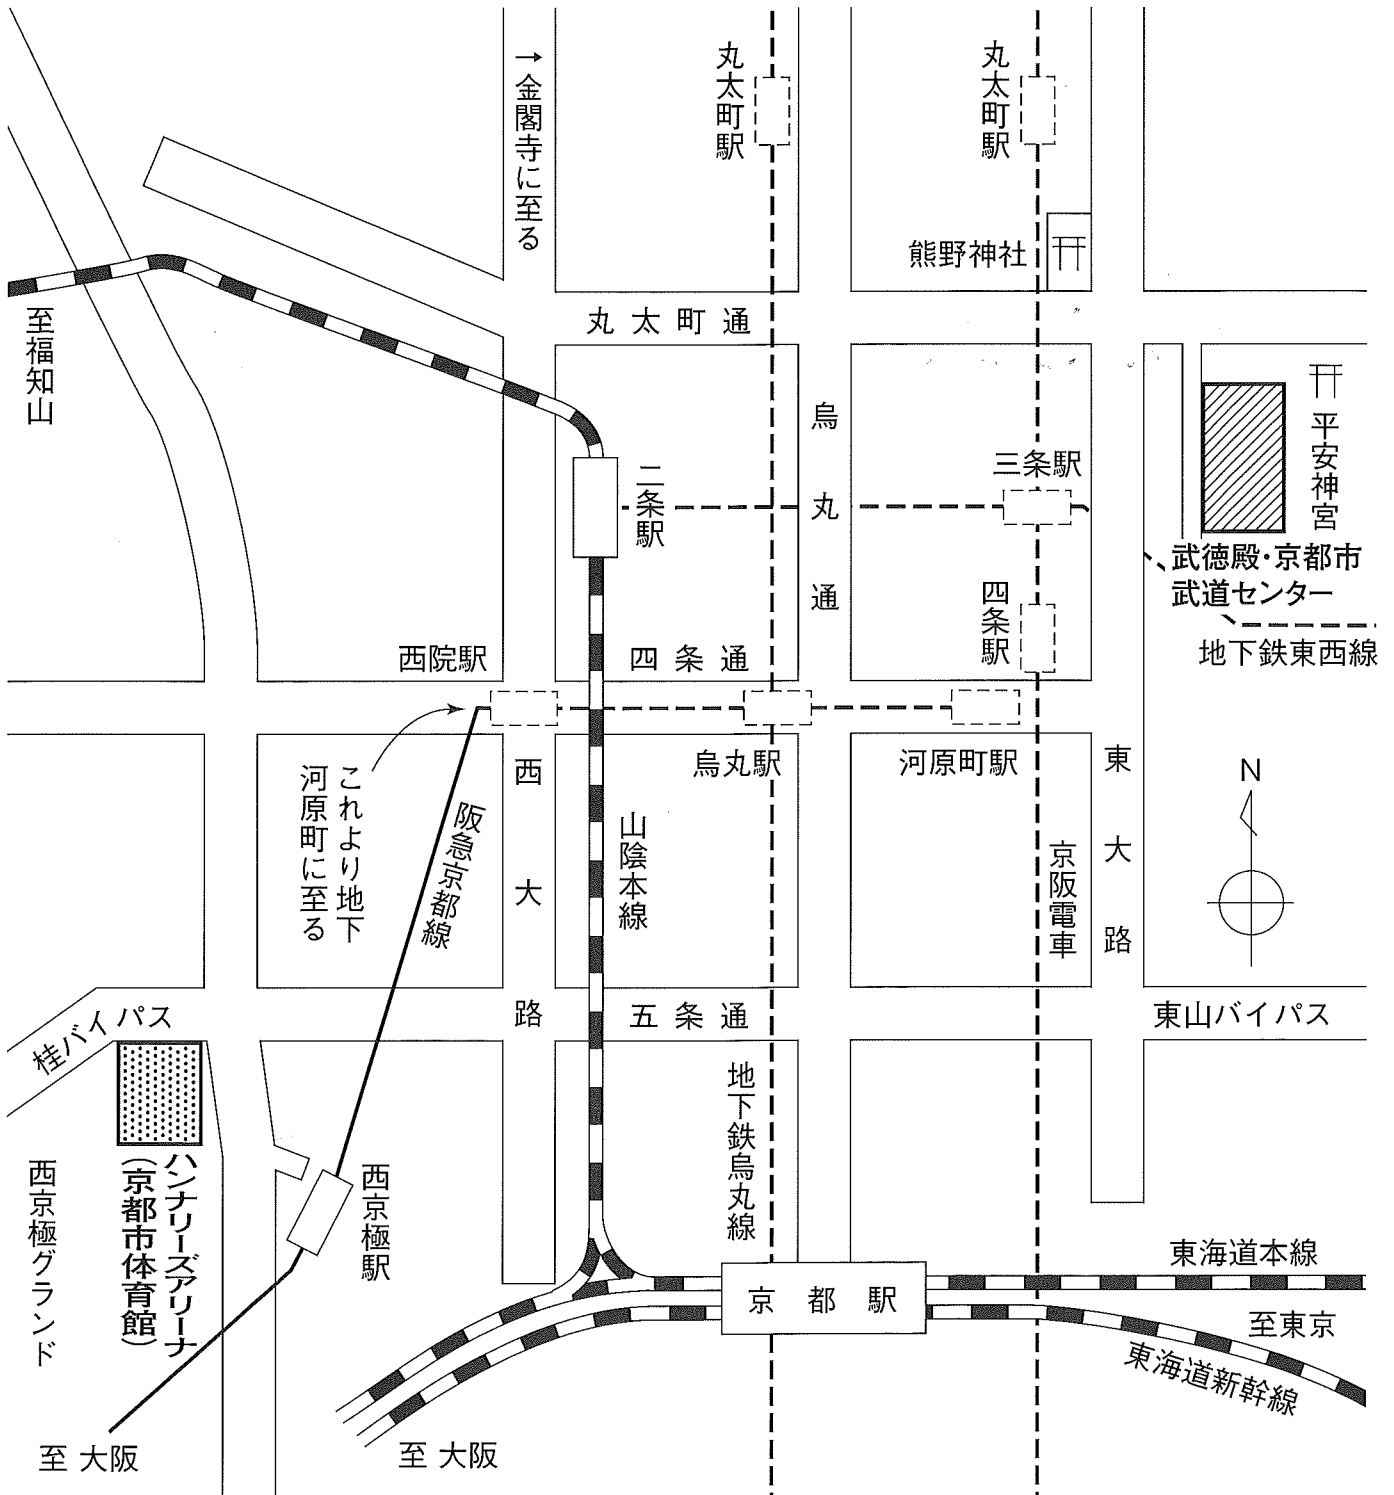 →金閣寺に至る
丸太町駅
丸太町駅
熊野神社
至福知山
丸太町通
烏丸通
平安神宮
三条駅
二条駅
武徳殿・京都市
武道センター
四条駅
地下鉄東西線
西院駅
四条通
烏丸駅
河原町駅
これより地下
河原町に至る
阪急京都線
西大路
山陰本線
京阪電車
東大路
N
桂バイパス
五条通
東山バイパス
地下鉄烏丸線
西京極グランド
ハンナリーズアリーナ
(京都市体育館)
西京極駅
京都駅
東海道本線
至東京
東海道新幹線
至 大阪
至 大阪